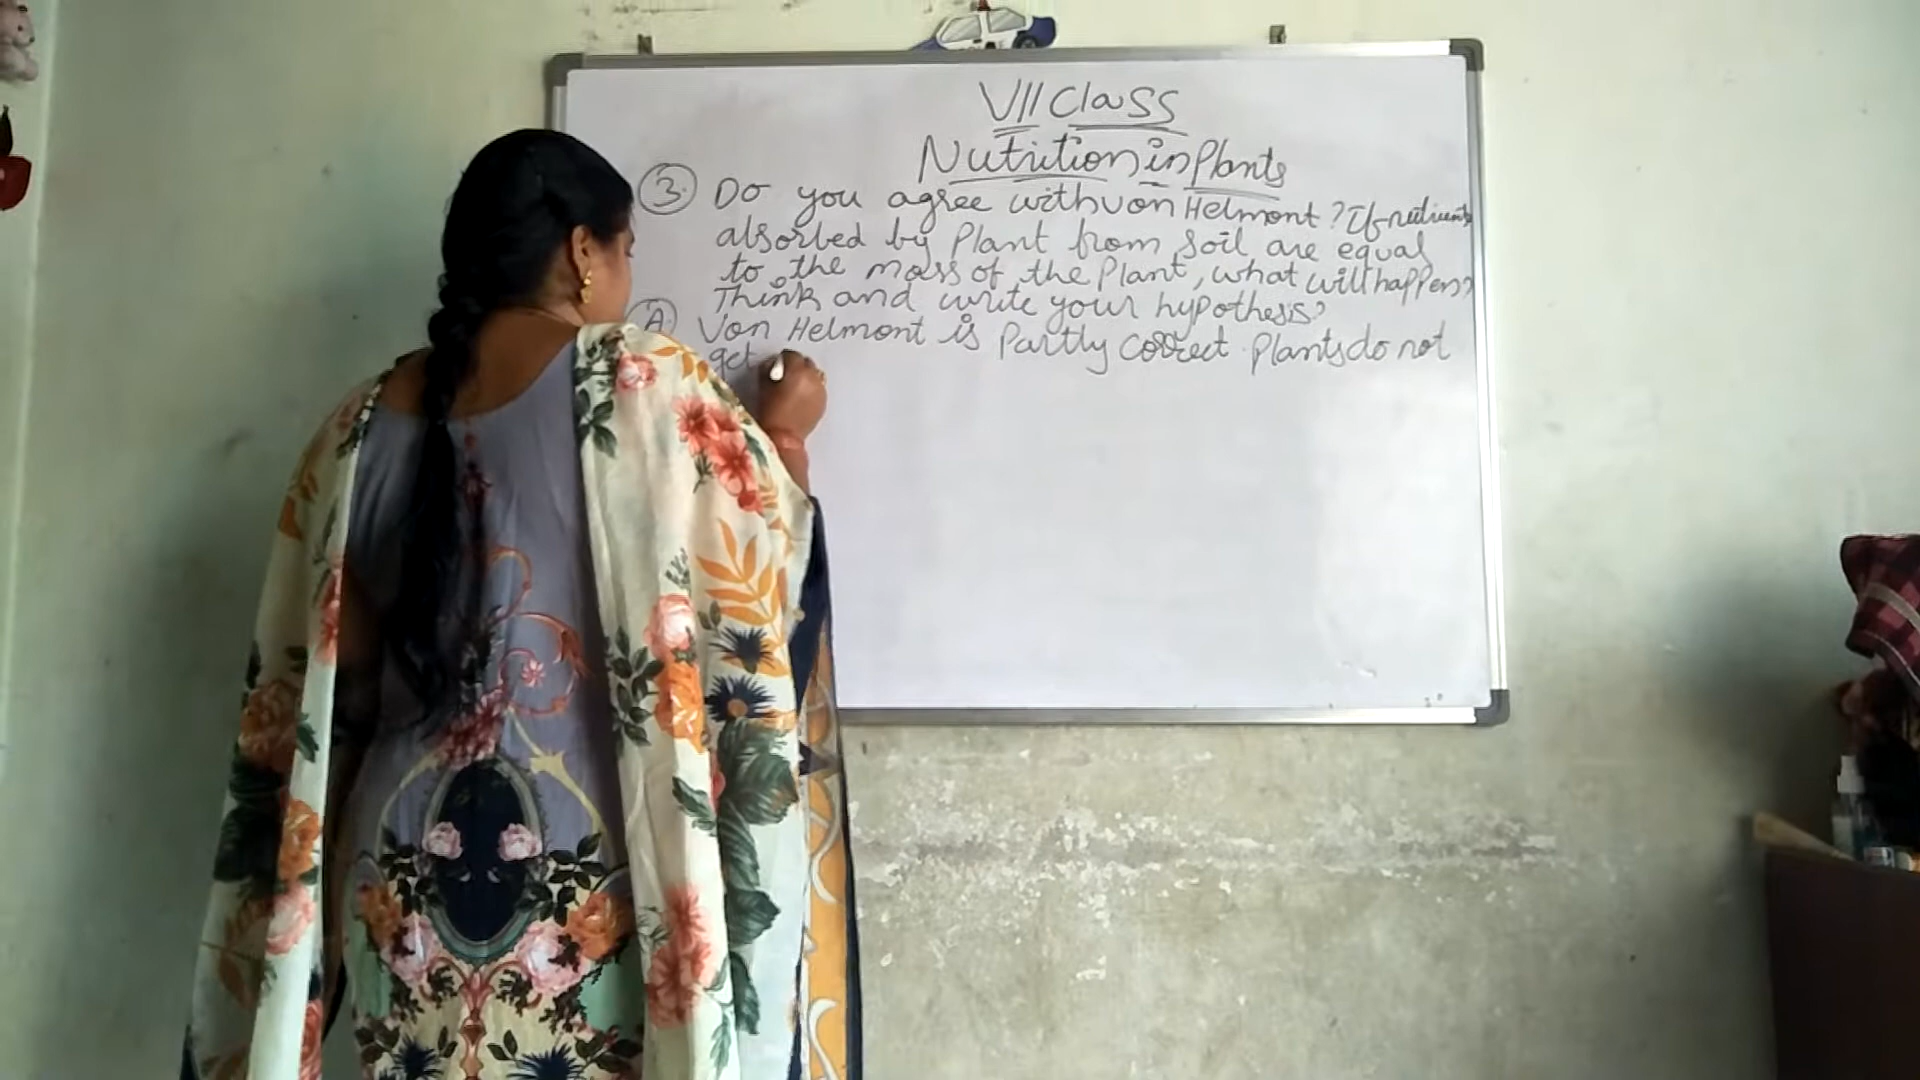 VII Class
Nutrition in Plants
3. Do you agree with von Helmont? If nutrients
absorbed by Plant from soil are equal
to the mass of the Plant, what will happen?
Think and write your hypothesis?
A Von Helmont is Partly correct. Plants do not
get